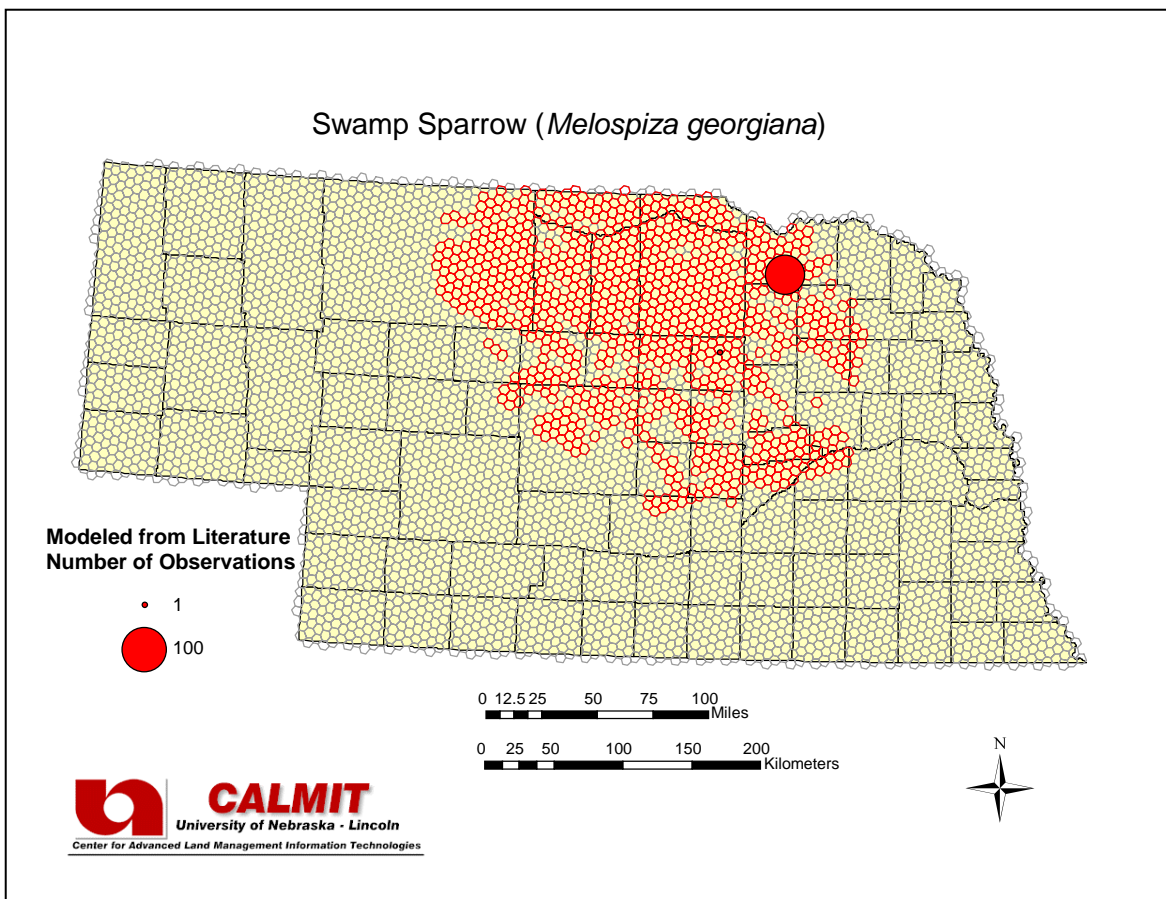 Swamp Sparrow (Melospiza georgiana)
Modeled from Literature
Number of Observations
1
100
0 12.5 25 50 75 100
Miles
0 25 50 100 150 200
Kilometers
N
CALMIT
University of Nebraska - Lincoln
Center for Advanced Land Management Information Technologies